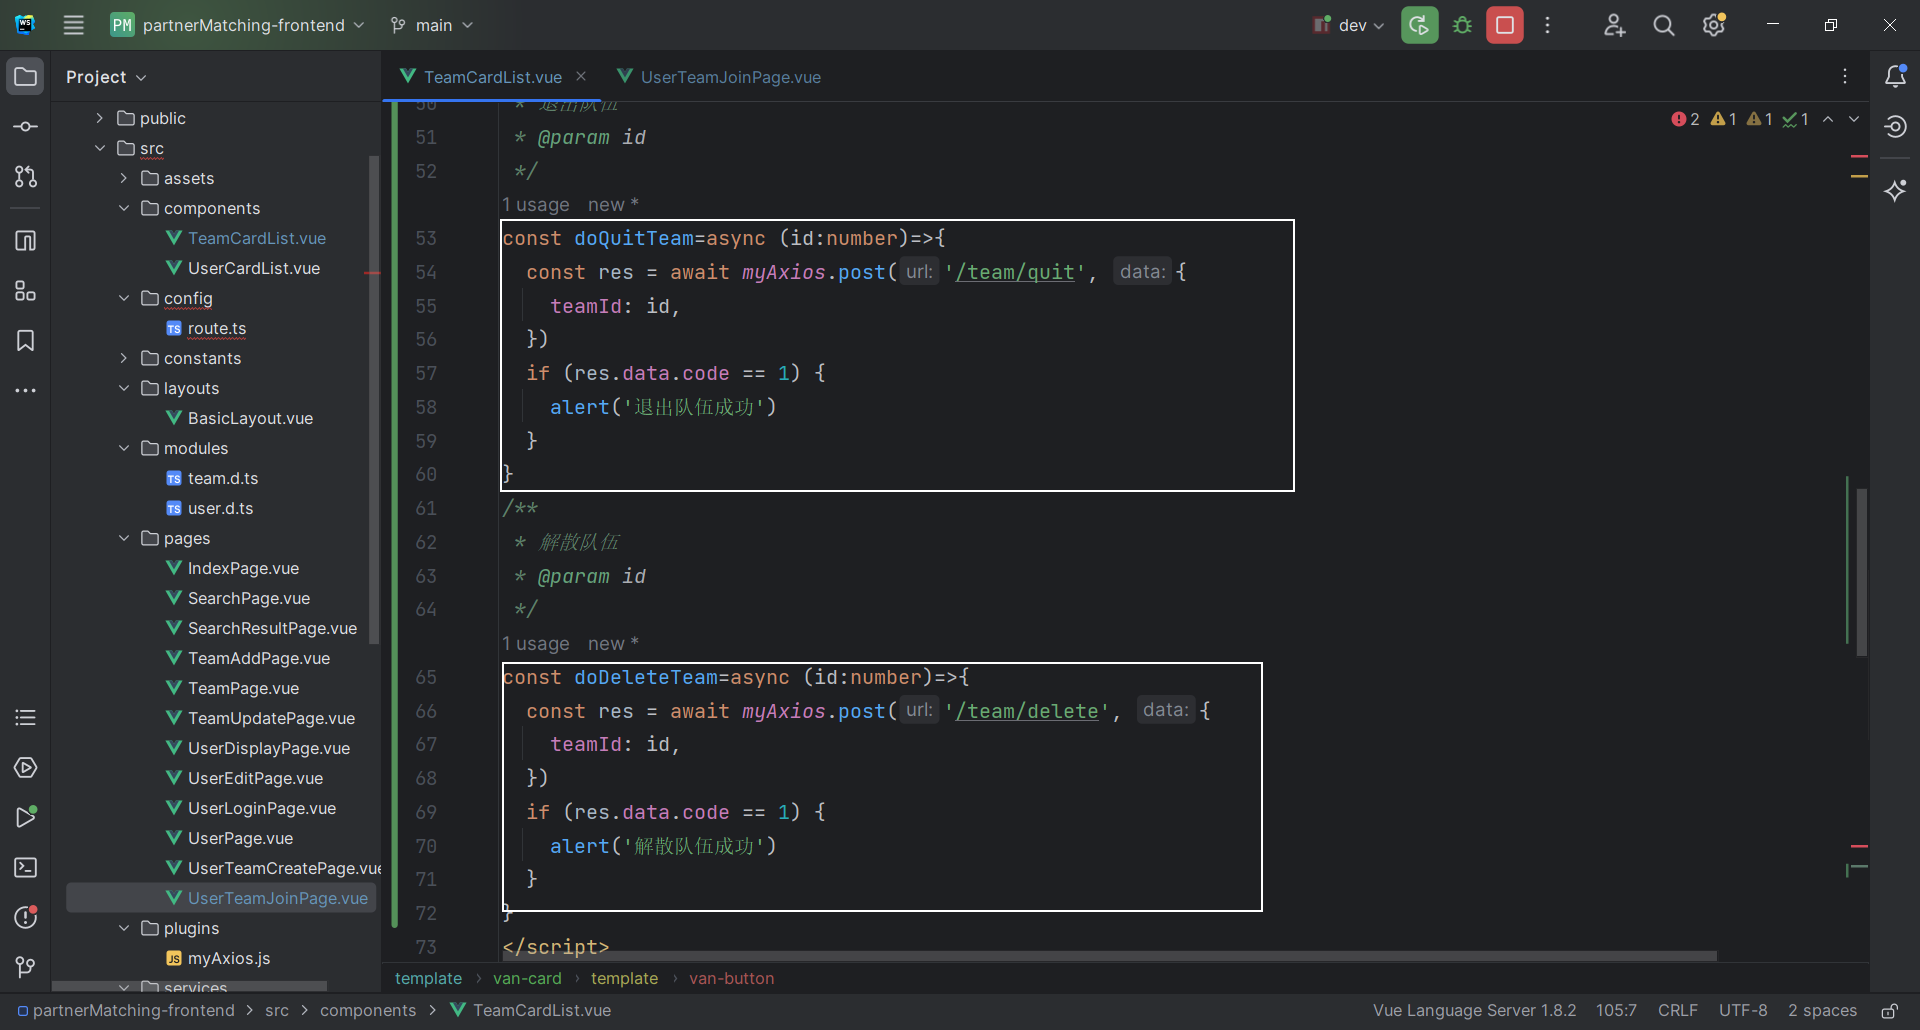 PM partnerMatching-frontend main dev
Project
TeamCardList.vue UserTeamJoinPage.vue
public
src
assets
components
TeamCardList.vue
UserCardList.vue
config
TS route.ts
constants
layouts
BasicLayout.vue
modules
TS team.d.ts
TS user.d.ts
pages
IndexPage.vue
SearchPage.vue
SearchResultPage.vue
TeamAddPage.vue
TeamPage.vue
TeamUpdatePage.vue
UserDisplayPage.vue
UserEditPage.vue
UserLoginPage.vue
UserPage.vue
UserTeamCreatePage.vue
UserTeamJoinPage.vue
plugins
JS myAxios.js
services
2 1 1 1
50 * 退出队伍
51 * @param id
52 */
1 usage new *
53 const doQuitTeam=async (id:number)=>{
54 const res = await myAxios.post( url: '/team/quit', data: {
55 teamId: id,
56 })
57 if (res.data.code == 1) {
58 alert('退出队伍成功')
59 }
60 }
61 /**
62 * 解散队伍
63 * @param id
64 */
1 usage new *
65 const doDeleteTeam=async (id:number)=>{
66 const res = await myAxios.post( url: '/team/delete', data: {
67 teamId: id,
68 })
69 if (res.data.code == 1) {
70 alert('解散队伍成功')
71 }
72 }
73 </script>
template › van-card › template › van-button
partnerMatching-frontend > src > components > TeamCardList.vue
Vue Language Server 1.8.2 105:7 CRLF UTF-8 2 spaces